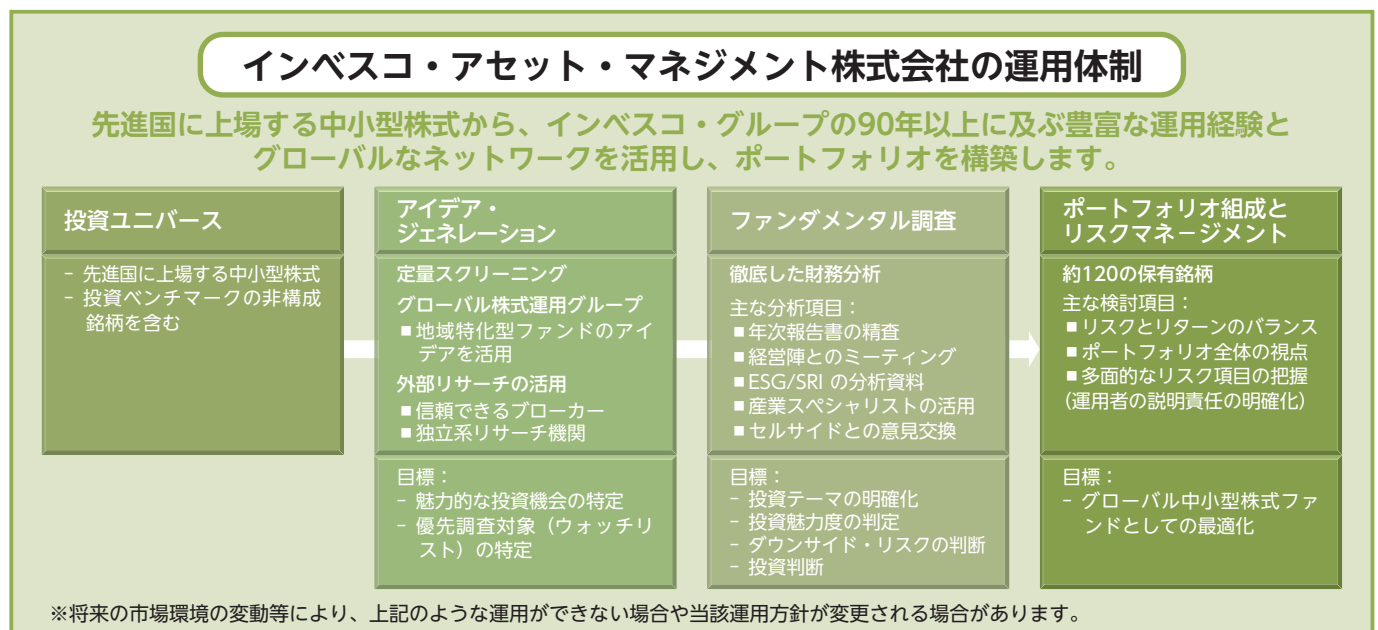 インベスコ・アセット・マネジメント株式会社の運用体制
先進国に上場する中小型株式から、インベスコ・グループの90年以上に及ぶ豊富な運用経験と
グローバルなネットワークを活用し、ポートフォリオを構築します。
投資ユニバース
− 先進国に上場する中小型株式
− 投資ベンチマークの非構成
銘柄を含む
アイデア・
ジェネレーション
定量スクリーニング
グローバル株式運用グループ
■地域特化型ファンドのアイ
デアを活用
外部リサーチの活用
■信頼できるブローカー
■独立系リサーチ機関
目標：
− 魅力的な投資機会の特定
− 優先調査対象（ウォッチリ
スト）の特定
ファンダメンタル調査
徹底した財務分析
主な分析項目：
■年次報告書の精査
■経営陣とのミーティング
■ESG/SRI の分析資料
■産業スペシャリストの活用
■セルサイドとの意見交換
目標：
− 投資テーマの明確化
− 投資魅力度の判定
− ダウンサイド・リスクの判断
− 投資判断
ポートフォリオ組成と
リスクマネージメント
約120の保有銘柄
主な検討項目：
■リスクとリターンのバランス
■ポートフォリオ全体の視点
■多面的なリスク項目の把握
（運用者の説明責任の明確化）
目標：
− グローバル中小型株式ファ
ンドとしての最適化
※将来の市場環境の変動等により、上記のような運用ができない場合や当該運用方針が変更される場合があります。